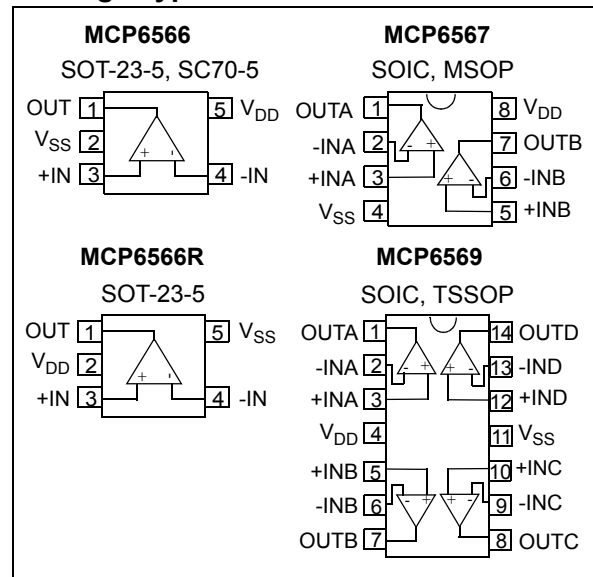 MCP6566
SOT-23-5, SC70-5
OUT 1
5 VDD
VSS 2
+IN 3
4 -IN
+ -
MCP6567
SOIC, MSOP
OUTA 1
8 VDD
-INA 2
7 OUTB
+INA 3
6 -INB
VSS 4
5 +INB
- +
+ -
MCP6566R
SOT-23-5
OUT 1
5 VSS
VDD 2
+IN 3
4 -IN
+ -
MCP6569
SOIC, TSSOP
OUTA 1
14 OUTD
-INA 2
13 -IND
+INA 3
12 +IND
VDD 4
11 VSS
+INB 5
10 +INC
-INB 6
9 -INC
OUTB 7
8 OUTC
- +
+ -
- +
+ -